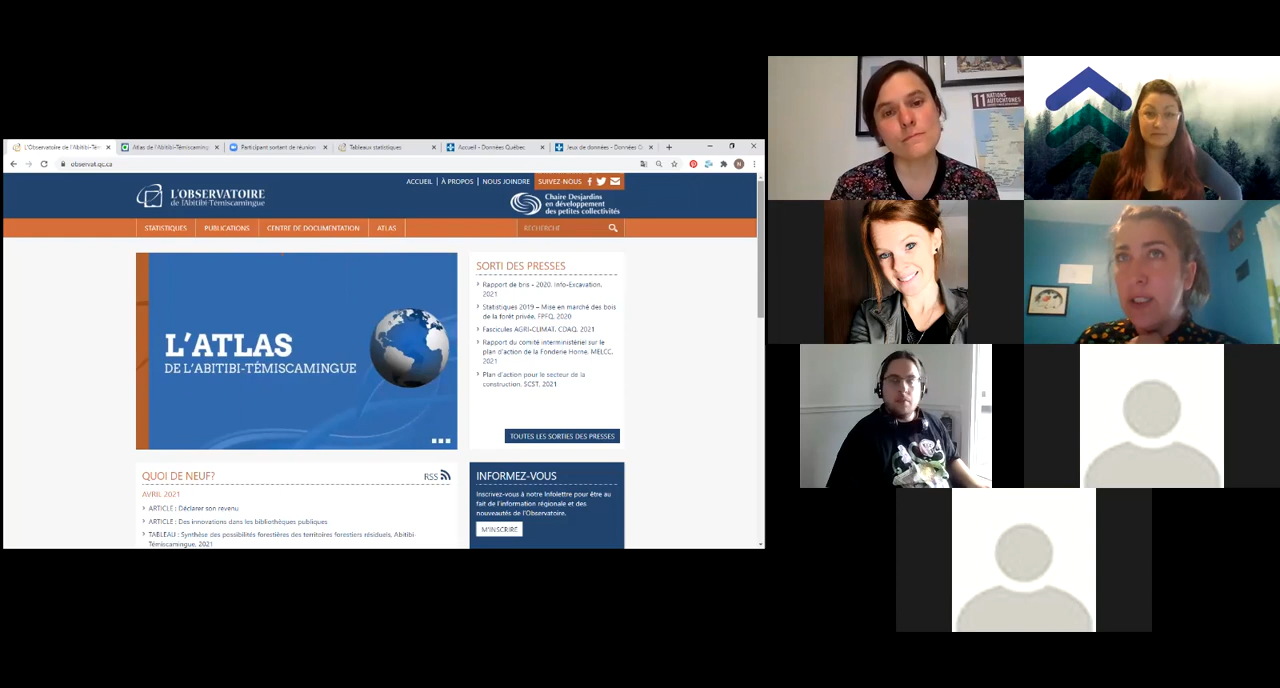 L'Observatoire de l'Abitibi-Tém
Atlas de l'Abitibi-Témiscaming
Participant sortent de réunion
Tableaux statistiques
Accueil - Données Québec
Jeux de données - Données
observat.qc.ca
ACCUEIL | À PROPOS | NOUS JOINDRE
SUIVEZ-NOUS
L'OBSERVATOIRE
de l'Abitibi-Témiscamingue
Chaire Desjardins
en développement
des petites collectivités
STATISTIQUES
PUBLICATIONS
CENTRE DE DOCUMENTATION
ATLAS
RECHERCHE
L'ATLAS
DE L'ABITIBI-TÉMISCAMINGUE
SORTI DES PRESSES
Rapport de bris - 2020. Info-Excavation,
2021
Statistiques 2019 – Mise en marché des bois
de la forêt privée, FPFQ, 2020
Fascicules AGRI-CLIMAT, CDAQ, 2021
Rapport du comité interministériel sur le
plan d'action de la Fonderie Horne, MELCC,
2021
Plan d'action pour le secteur de la
construction, SCST, 2021
TOUTES LES SORTIES DES PRESSES
QUOI DE NEUF?
RSS
AVRIL 2021
ARTICLE : Déclarer son revenu
ARTICLE : Des innovations dans les bibliothèques publiques
TABLEAU : Synthèse des possibilités forestières des territoires forestiers résiduels, Abitibi-
Témiscamingue, 2021
INFORMEZ-VOUS
Inscrivez-vous à notre Infolettre pour être au
fait de l'information régionale et des
nouveautés de l'Observatoire.
M'INSCRIRE
11 NATIONS
AUTOCHTONES